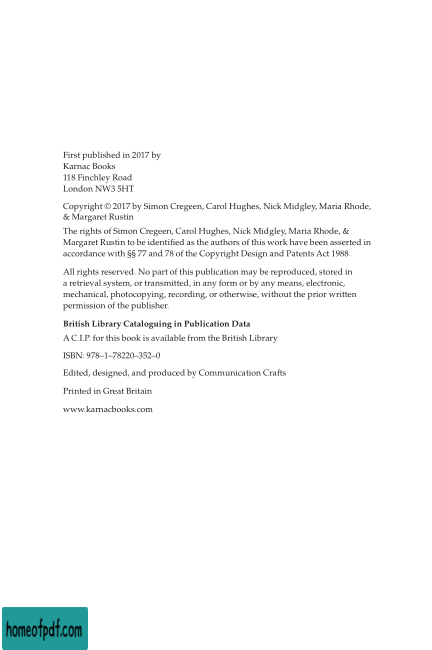 First published in 2017 by
Karnac Books
118 Finchley Road
London NW3 5HT
Copyright © 2017 by Simon Cregeen, Carol Hughes, Nick Midgley, Maria Rhode,
& Margaret Rustin
The rights of Simon Cregeen, Carol Hughes, Nick Midgley, Maria Rhode, &
Margaret Rustin to be identified as the authors of this work have been asserted in
accordance with §§ 77 and 78 of the Copyright Design and Patents Act 1988.
All rights reserved. No part of this publication may be reproduced, stored in
a retrieval system, or transmitted, in any form or by any means, electronic,
mechanical, photocopying, recording, or otherwise, without the prior written
permission of the publisher.
British Library Cataloguing in Publication Data
A C.I.P. for this book is available from the British Library
ISBN: 978–1–78220–352–0
Edited, designed, and produced by Communication Crafts
Printed in Great Britain
www.karnacbooks.com
homeofpdf.com